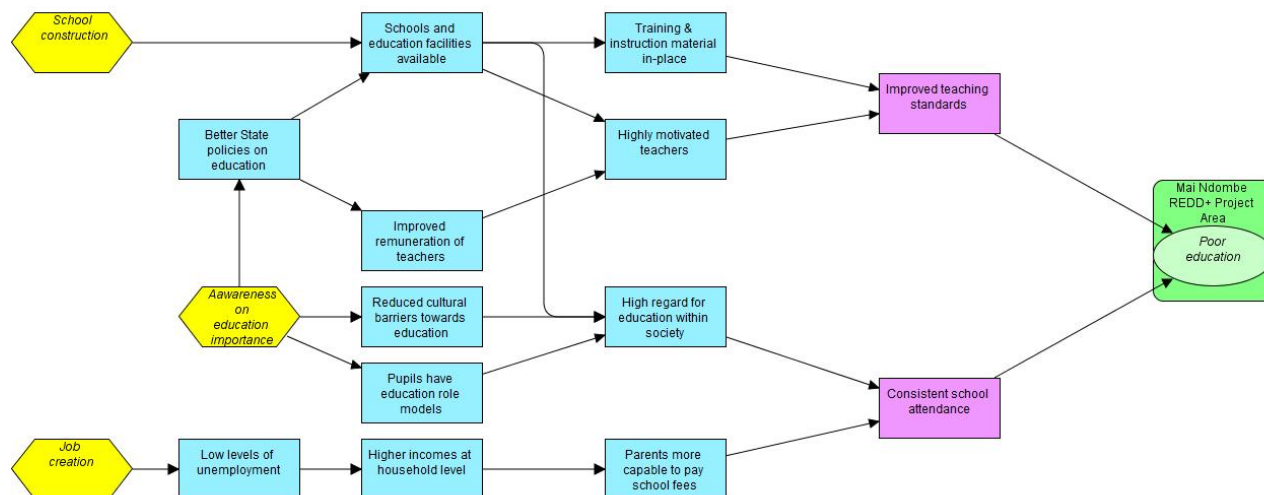 School
construction
Schools and
education facilities
available
Training &
instruction material
in-place
Improved teaching
standards
Better State
policies on
education
Highly motivated
teachers
Mai Ndombe
REDD+ Project
Area
Poor
education
Improved
remuneration of
teachers
Aawareness
on
education
importance
Reduced cultural
barriers towards
education
High regard for
education within
society
Pupils have
education role
models
Consistent school
attendance
Job
creation
Low levels of
unemployment
Higher incomes at
household level
Parents more
capable to pay
school fees